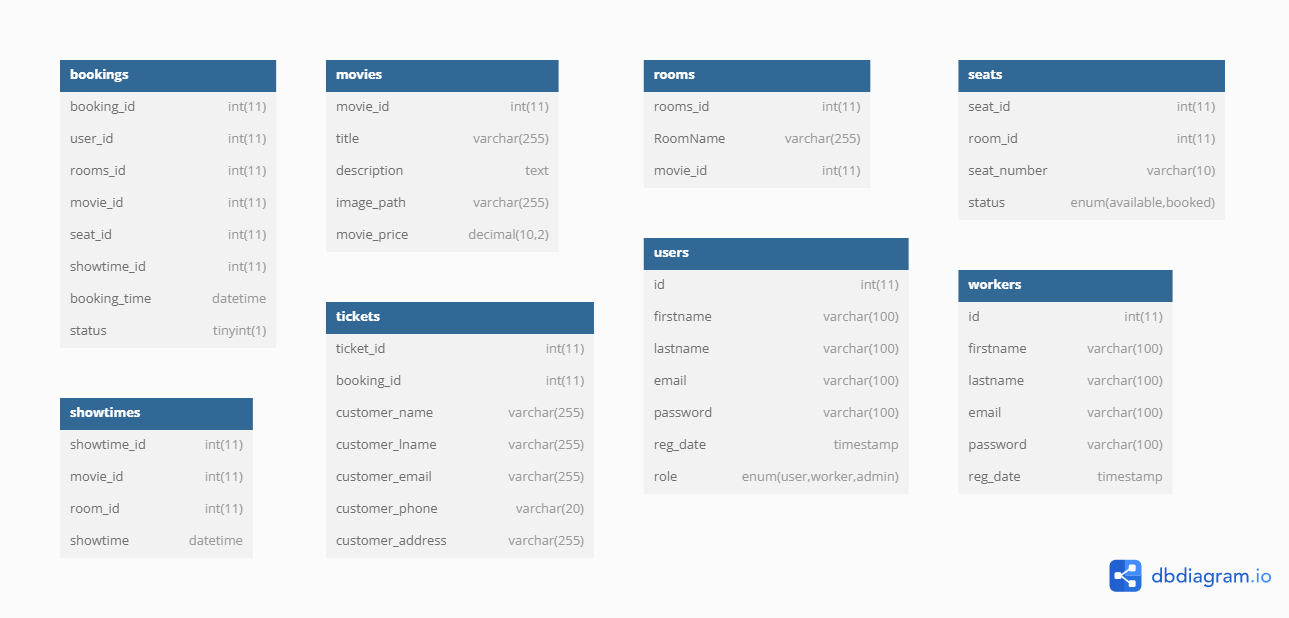 bookings
booking_id int(11)
user_id int(11)
rooms_id int(11)
movie_id int(11)
seat_id int(11)
showtime_id int(11)
booking_time datetime
status tinyint(1)
showtimes
showtime_id int(11)
movie_id int(11)
room_id int(11)
showtime datetime
movies
movie_id int(11)
title varchar(255)
description text
image_path varchar(255)
movie_price decimal(10,2)
tickets
ticket_id int(11)
booking_id int(11)
customer_name varchar(255)
customer_lname varchar(255)
customer_email varchar(255)
customer_phone varchar(20)
customer_address varchar(255)
rooms
rooms_id int(11)
RoomName varchar(255)
movie_id int(11)
users
id int(11)
firstname varchar(100)
lastname varchar(100)
email varchar(100)
password varchar(100)
reg_date timestamp
role enum(user,worker,admin)
seats
seat_id int(11)
room_id int(11)
seat_number varchar(10)
status enum(available,booked)
workers
id int(11)
firstname varchar(100)
lastname varchar(100)
email varchar(100)
password varchar(100)
reg_date timestamp
dbdiagram.io